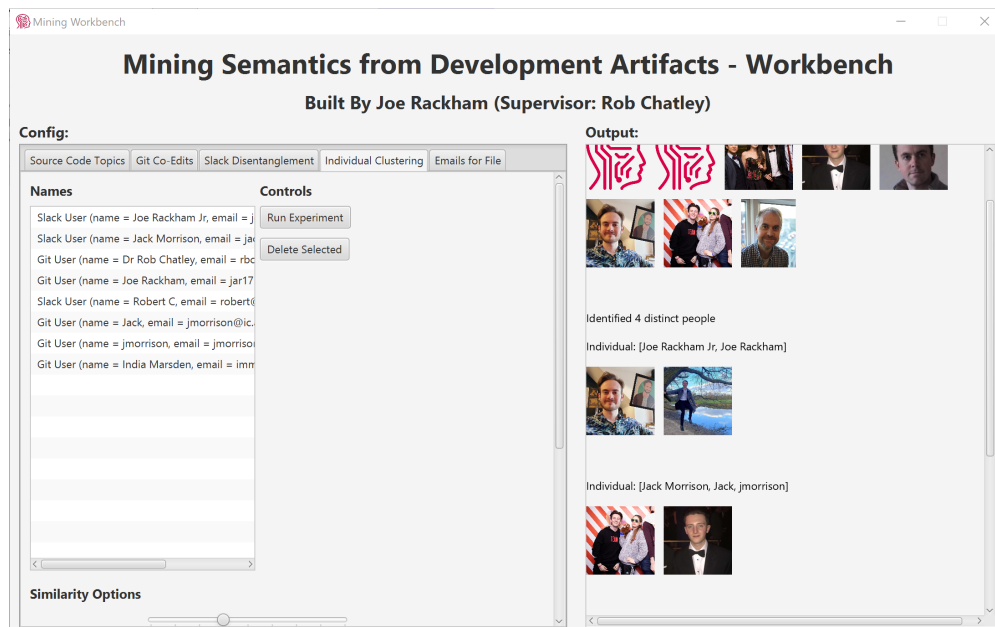 Mining Workbench
Mining Semantics from Development Artifacts - Workbench
Built By Joe Rackham (Supervisor: Rob Chatley)
Config:
Output:
Source Code Topics
Git Co-Edits
Slack Disentanglement
Individual Clustering
Emails for File
Names
Controls
Slack User (name = Joe Rackham Jr, email = j
Slack User (name = Jack Morrison, email = jac
Git User (name = Dr Rob Chatley, email = rbc
Git User (name = Joe Rackham, email = jar17
Slack User (name = Robert C, email = robert@
Git User (name = Jack, email = jmorrison@ic.
Git User (name = jmorrison, email = jmorriso
Git User (name = India Marsden, email = imm
Run Experiment
Delete Selected
Similarity Options
Identified 4 distinct people
Individual: [Joe Rackham Jr, Joe Rackham]
Individual: [Jack Morrison, Jack, jmorrison]